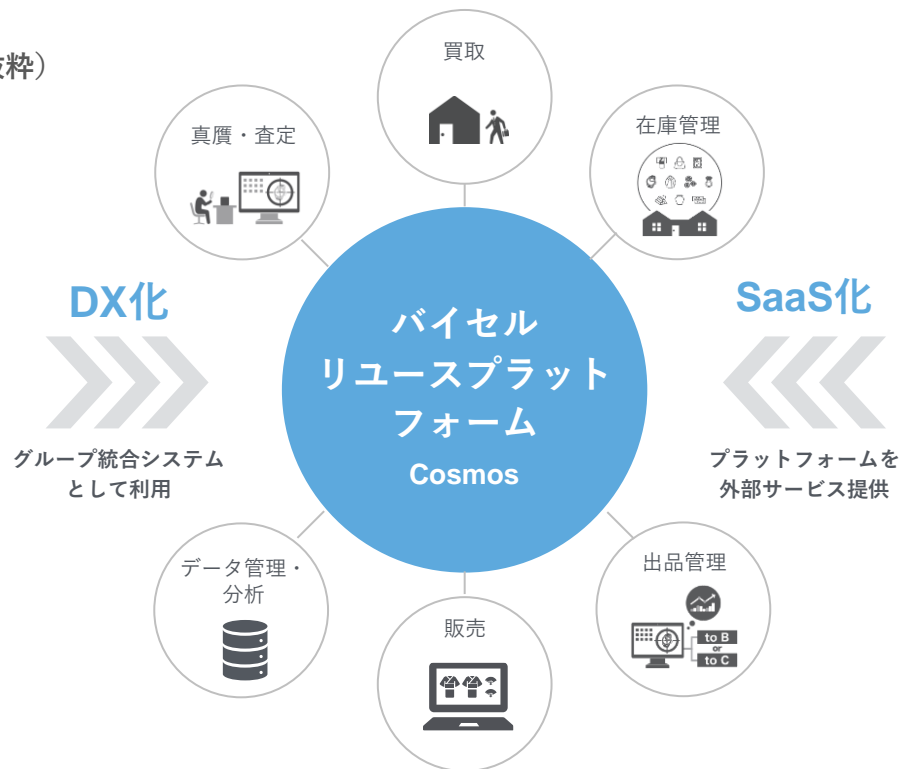 抜粋）
買取
真贋・査定
在庫管理
DX化
SaaS化
バイセル
リユースプラット
フォーム
Cosmos
グループ統合システム
として利用
プラットフォームを
外部サービス提供
データ管理・
分析
出品管理
to B
or
to C
販売